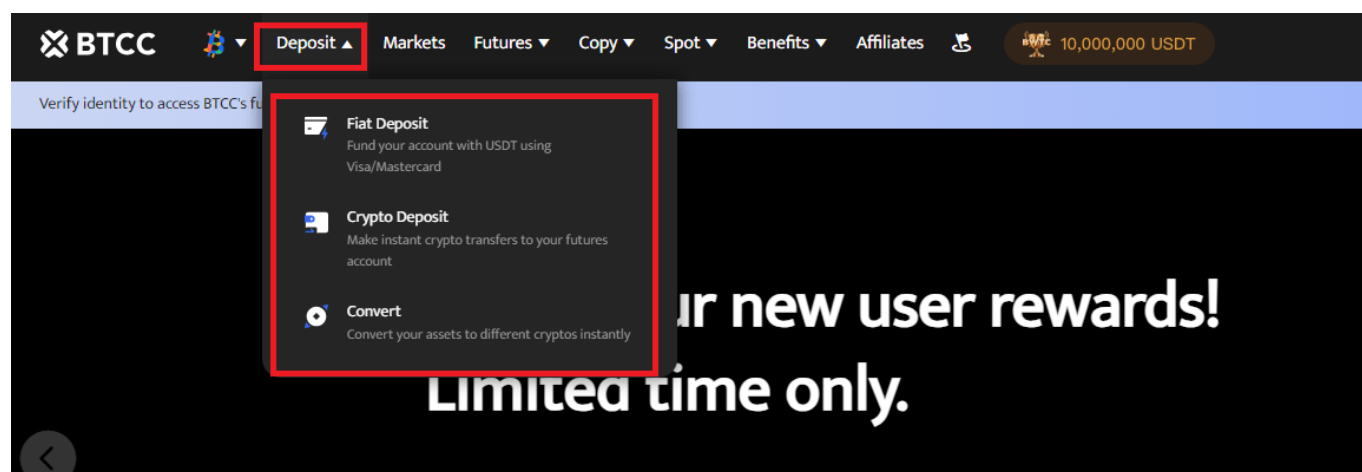 BTCC Deposit ▲ Markets Futures ▼ Copy ▼ Spot ▼ Benefits ▼ Affiliates 10,000,000 USDT
Verify identity to access BTCC's fu
Fiat Deposit
Fund your account with USDT using
Visa/Mastercard
Crypto Deposit
Make instant crypto transfers to your futures
account
Convert
Convert your assets to different cryptos instantly
ur new user rewards!
Limited time only.